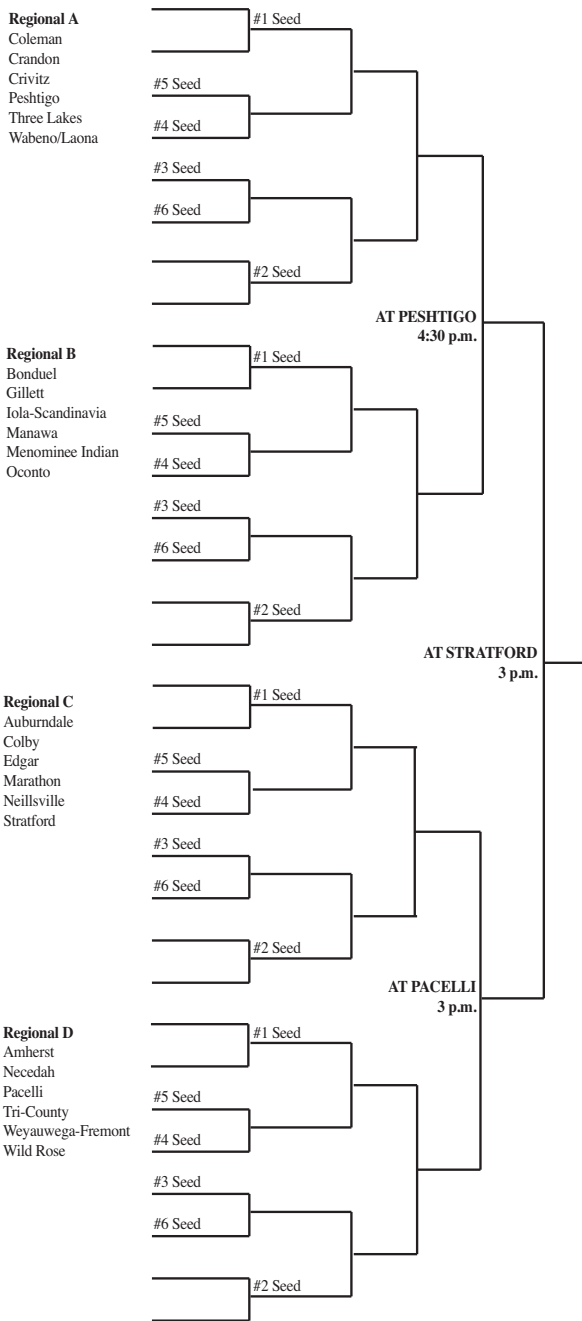 Regional A
Coleman
Crandon
Crivitz
Peshtigo
Three Lakes
Wabeno/Laona
#1 Seed
#5 Seed
#4 Seed
#3 Seed
#6 Seed
#2 Seed
AT PESHTIGO
4:30 p.m.
Regional B
Bonduel
Gillett
Iola-Scandinavia
Manawa
Menominee Indian
Oconto
#1 Seed
#5 Seed
#4 Seed
#3 Seed
#6 Seed
#2 Seed
AT STRATFORD
3 p.m.
Regional C
Auburndale
Colby
Edgar
Marathon
Neillsville
Stratford
#1 Seed
#5 Seed
#4 Seed
#3 Seed
#6 Seed
#2 Seed
AT PACELLI
3 p.m.
Regional D
Amherst
Necedah
Pacelli
Tri-County
Weyauwega-Fremont
Wild Rose
#1 Seed
#5 Seed
#4 Seed
#3 Seed
#6 Seed
#2 Seed